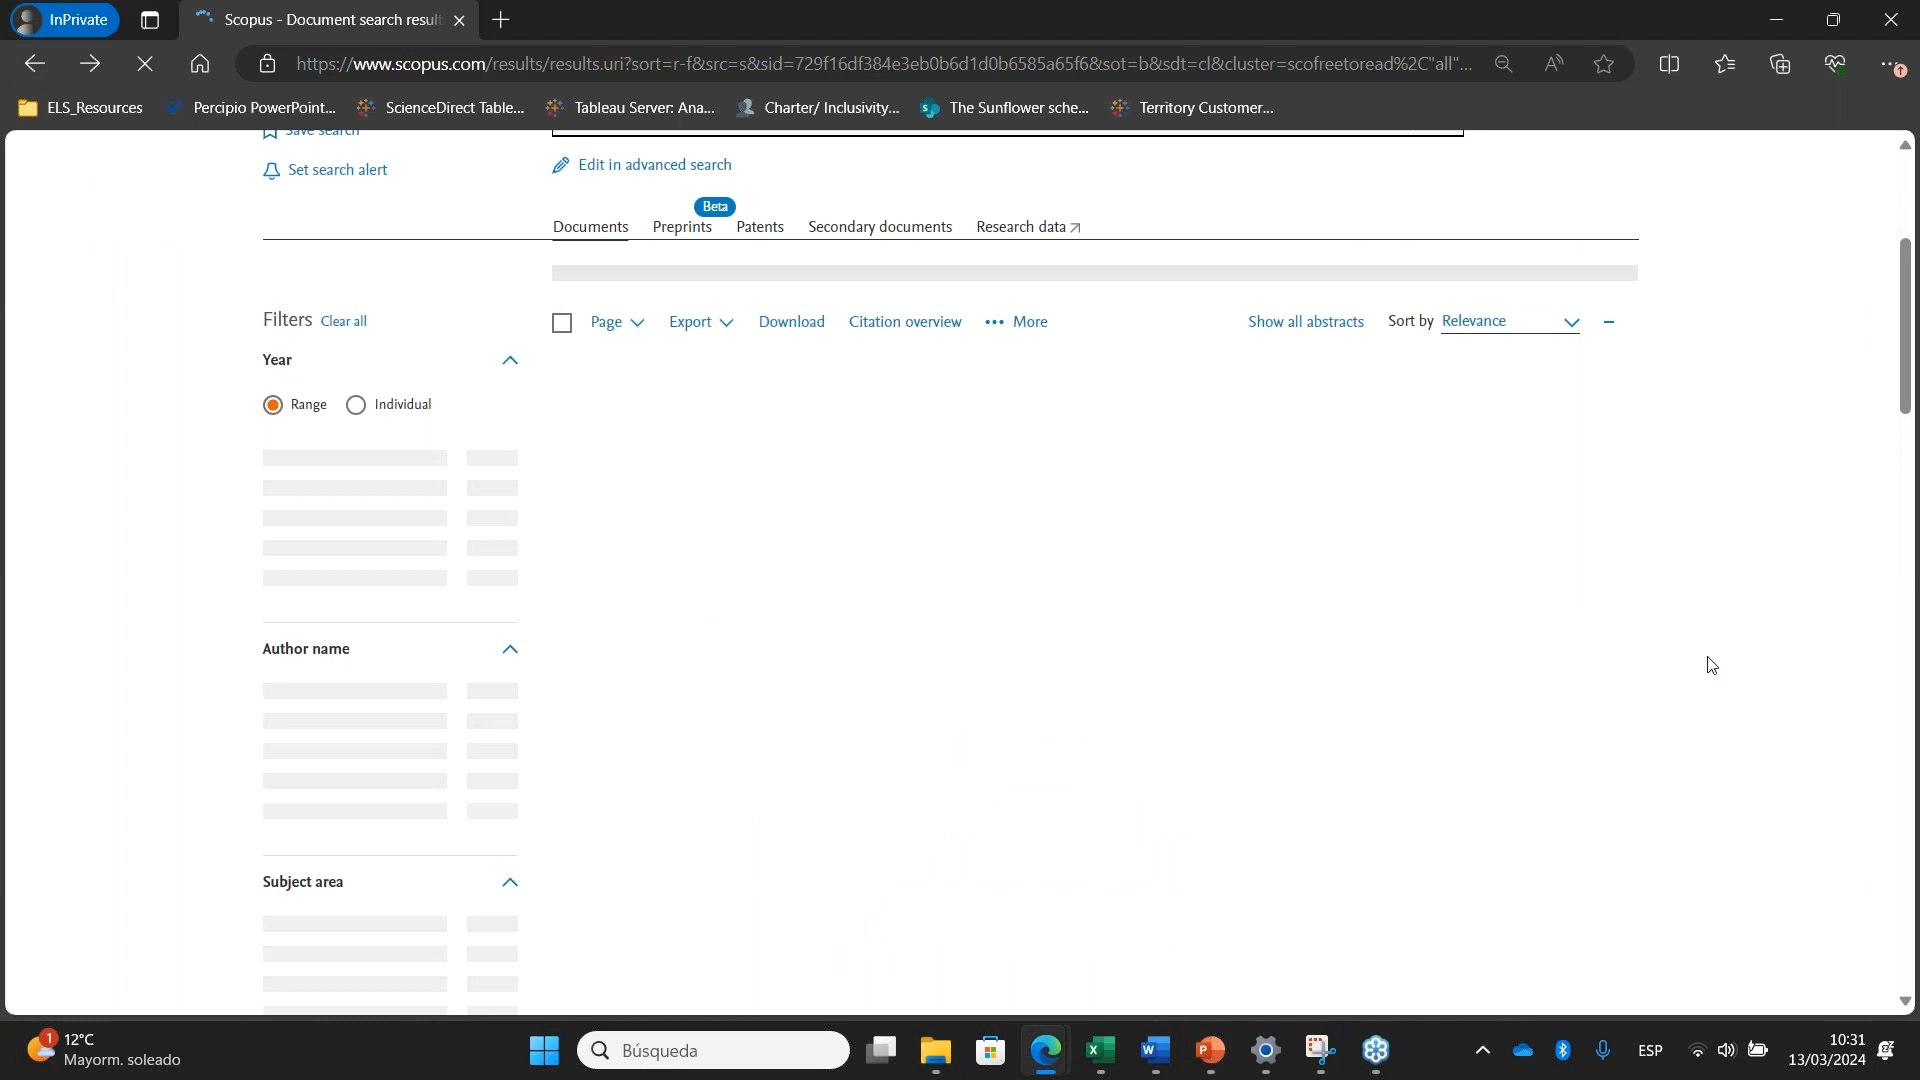 InPrivate
Scopus - Document search result
https://www.scopus.com/results/results.uri?sort=r-f&src=s&sid=729f16df384e3eb0b6d1d0b6585a65f6&sot=b&sdt=cl&cluster=scofreetoread%2C"all"...
ELS_Resources
Percipio PowerPoint...
ScienceDirect Table...
Tableau Server: Ana...
Charter/ Inclusivity...
The Sunflower sche...
Territory Customer...
Save search
Edit in advanced search
Set search alert
Beta
Documents Preprints Patents Secondary documents Research data
Filters Clear all
Page Export Download Citation overview More Show all abstracts Sort by Relevance
Year
Range Individual
Author name
Subject area
1
12°C
Mayorm. soleado
Búsqueda
ESP
10:31
13/03/2024